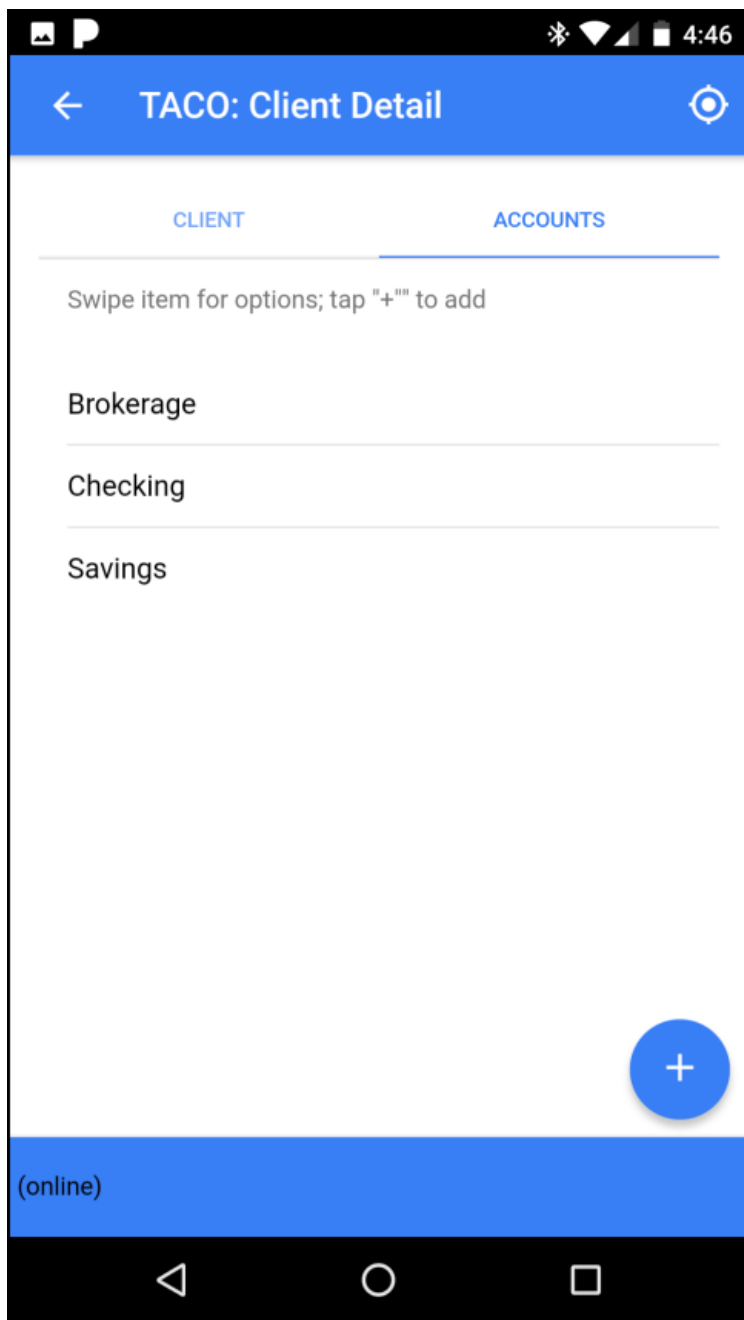 4:46
TACO: Client Detail
CLIENT ACCOUNTS
Swipe item for options; tap "+"" to add
Brokerage
Checking
Savings
+
(online)